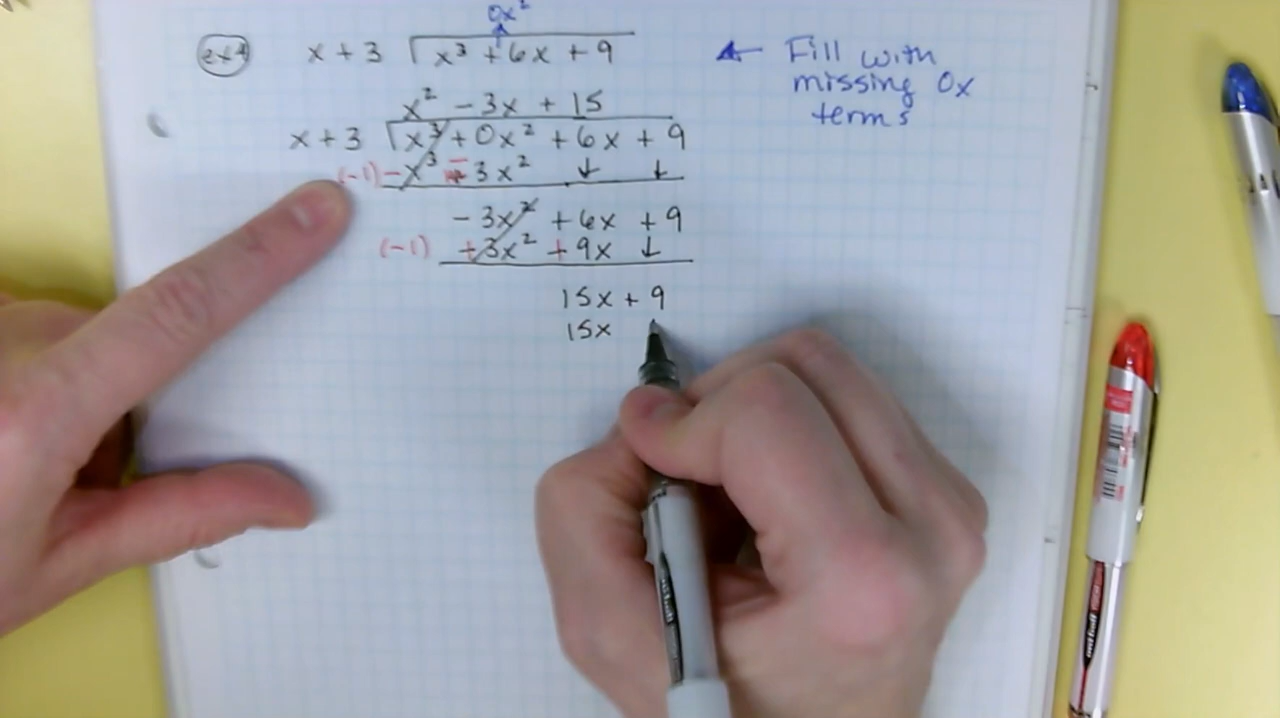 0x²
ex4 x + 3 x³ + 6x + 9
Fill with
missing 0x
terms
x² - 3x + 15
x + 3 x³ + 0x² + 6x + 9
(-1) - x³ - 3x² ↓ ↓
- 3x² + 6x + 9
(-1) + 3x² + 9x ↓
15x + 9
15x